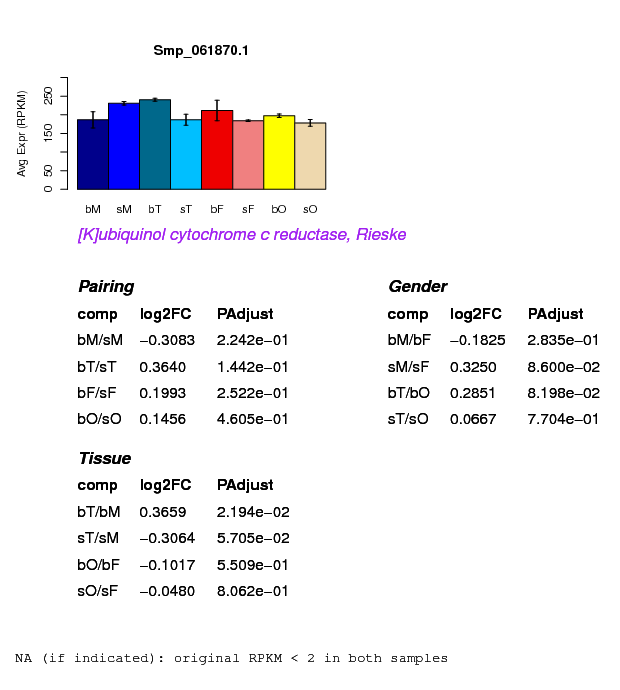 Smp_061870.1
Avg Expr (RPKM)
250
150
50
0
bM sM bT sT bF sF bO sO
[K]ubiquinol cytochrome c reductase, Rieske
Pairing
comp log2FC PAdjust
bM/sM −0.3083 2.242e−01
bT/sT 0.3640 1.442e−01
bF/sF 0.1993 2.522e−01
bO/sO 0.1456 4.605e−01
Gender
comp log2FC PAdjust
bM/bF −0.1825 2.835e−01
sM/sF 0.3250 8.600e−02
bT/bO 0.2851 8.198e−02
sT/sO 0.0667 7.704e−01
Tissue
comp log2FC PAdjust
bT/bM 0.3659 2.194e−02
sT/sM −0.3064 5.705e−02
bO/bF −0.1017 5.509e−01
sO/sF −0.0480 8.062e−01
NA (if indicated): original RPKM < 2 in both samples